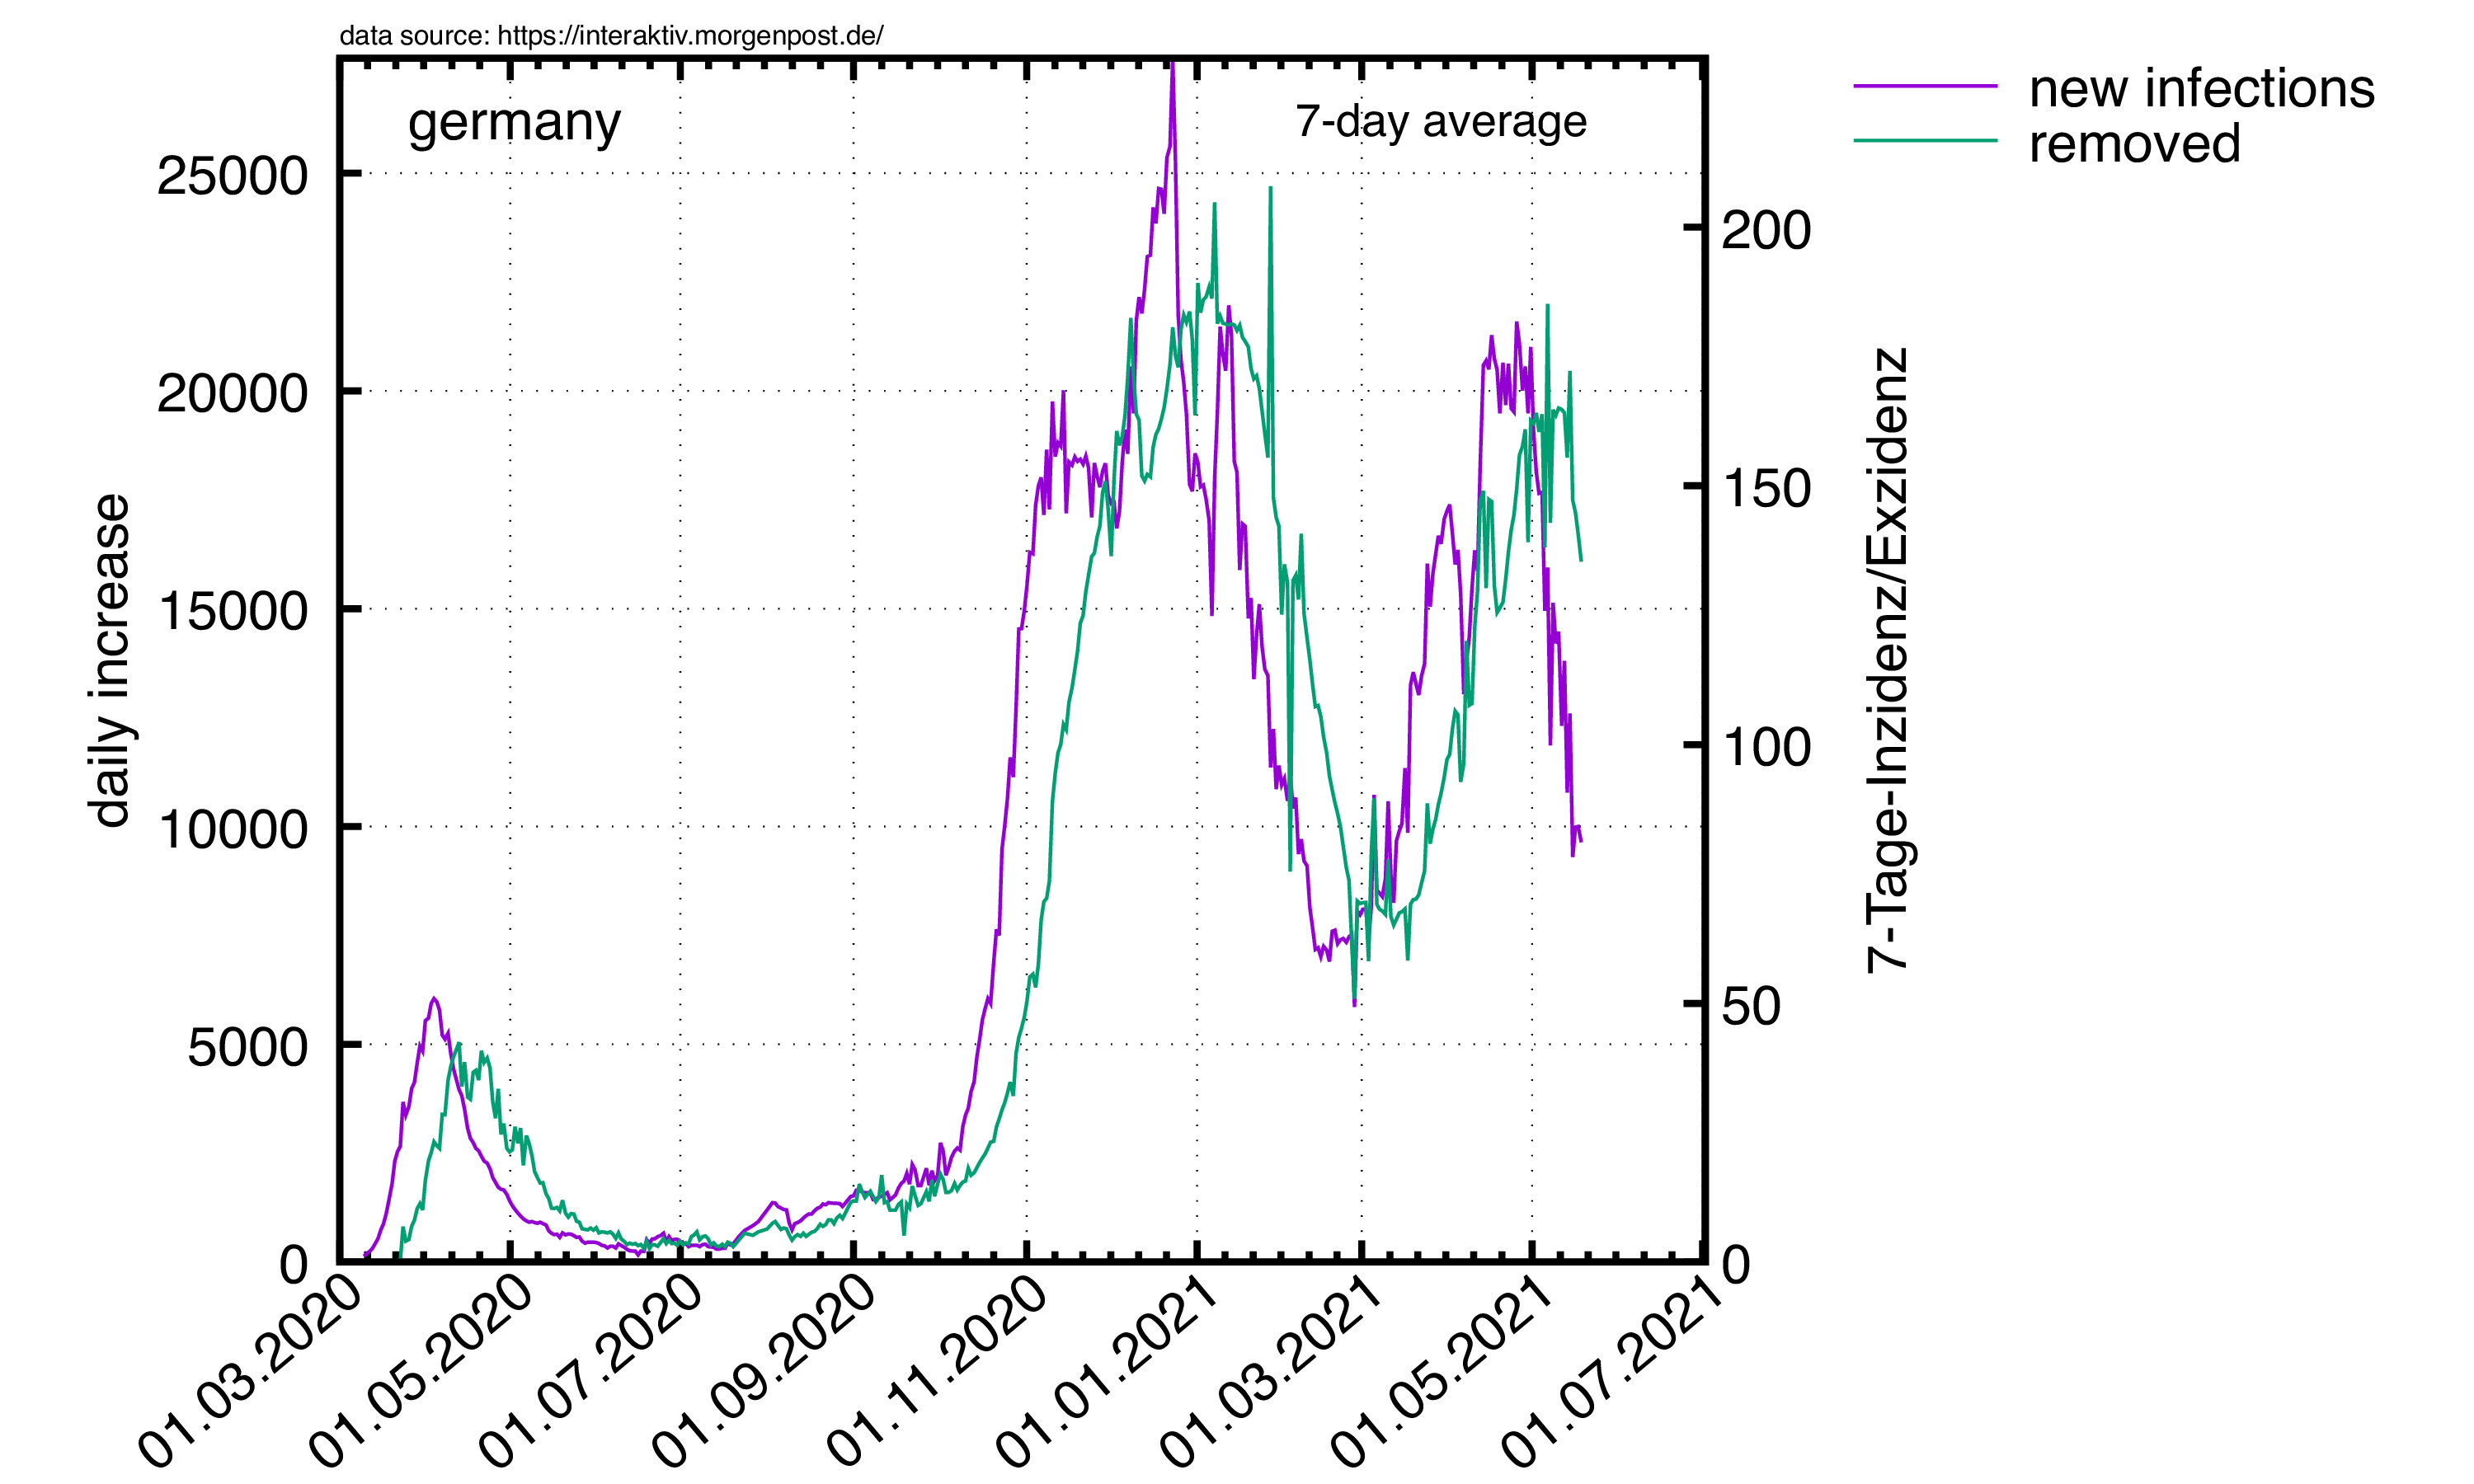 data source: https://interaktiv.morgenpost.de/
germany
7-day average
new infections
removed
daily increase
25000
20000
15000
10000
5000
0
200
150
100
50
0
7-Tage-Inzidenz/Exzidenz
01.03.2020
01.05.2020
01.07.2020
01.09.2020
01.11.2020
01.01.2021
01.03.2021
01.05.2021
01.07.2021